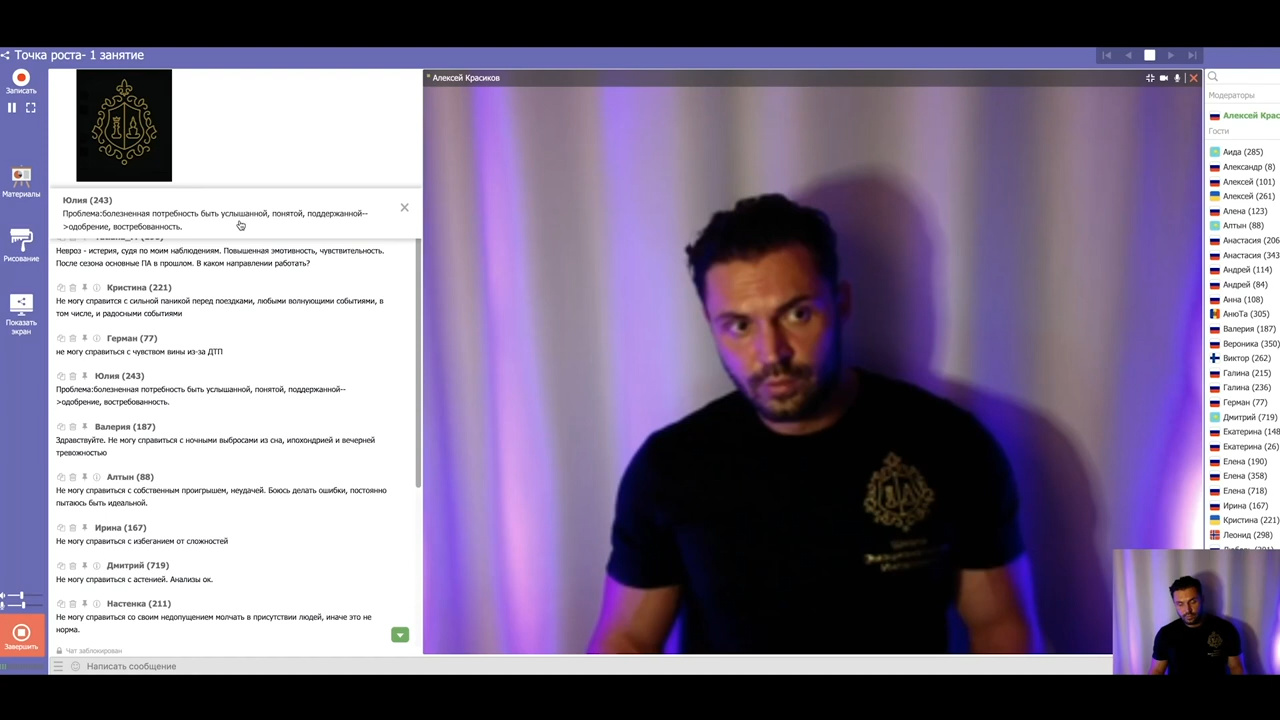 Точка роста- 1 занятие
Записать
Материалы
Рисование
Показать
экран
Завершить
Юлия (243)
Проблема:болезненная потребность быть услышанной, понятой, поддержанной--
>одобрение, востребованность.
Невроз - истерия, судя по моим наблюдениям. Повышенная эмотивность, чувствительность.
После сезона основные ПА в прошлом. В каком направлении работать?
Кристина (221)
Не могу справится с сильной паникой перед поездками, любыми волнующими событиями, в
том числе, и радосными событиями
Герман (77)
не могу справиться с чувством вины из-за ДТП
Юлия (243)
Проблема:болезненная потребность быть услышанной, понятой, поддержанной--
>одобрение, востребованность.
Валерия (187)
Здравствуйте. Не могу справиться с ночными выбросами из сна, ипохондрией и вечерней
тревожностью
Алтын (88)
Не могу справиться с собственным проигрышем, неудачей. Боюсь делать ошибки, постоянно
пытаюсь быть идеальной.
Ирина (167)
Не могу справиться с избеганием от сложностей
Дмитрий (719)
Не могу справиться с астенией. Анализы ок.
Настенка (211)
Не могу справиться со своим недопущением молчать в присутствии людей, иначе это не
норма.
Чат заблокирован
Написать сообщение
Алексей Красиков
Модераторы
Алексей Крас
Гости
Аида (285)
Александр (8)
Алексей (101)
Алексей (261)
Алена (123)
Алтын (88)
Анастасия (206
Анастасия (343
Андрей (114)
Андрей (84)
Анна (108)
АнюТа (305)
Валерия (187)
Вероника (350)
Виктор (262)
Галина (215)
Галина (236)
Герман (77)
Дмитрий (719)
Екатерина (148
Екатерина (26)
Елена (190)
Елена (358)
Елена (718)
Ирина (167)
Кристина (221)
Леонид (298)